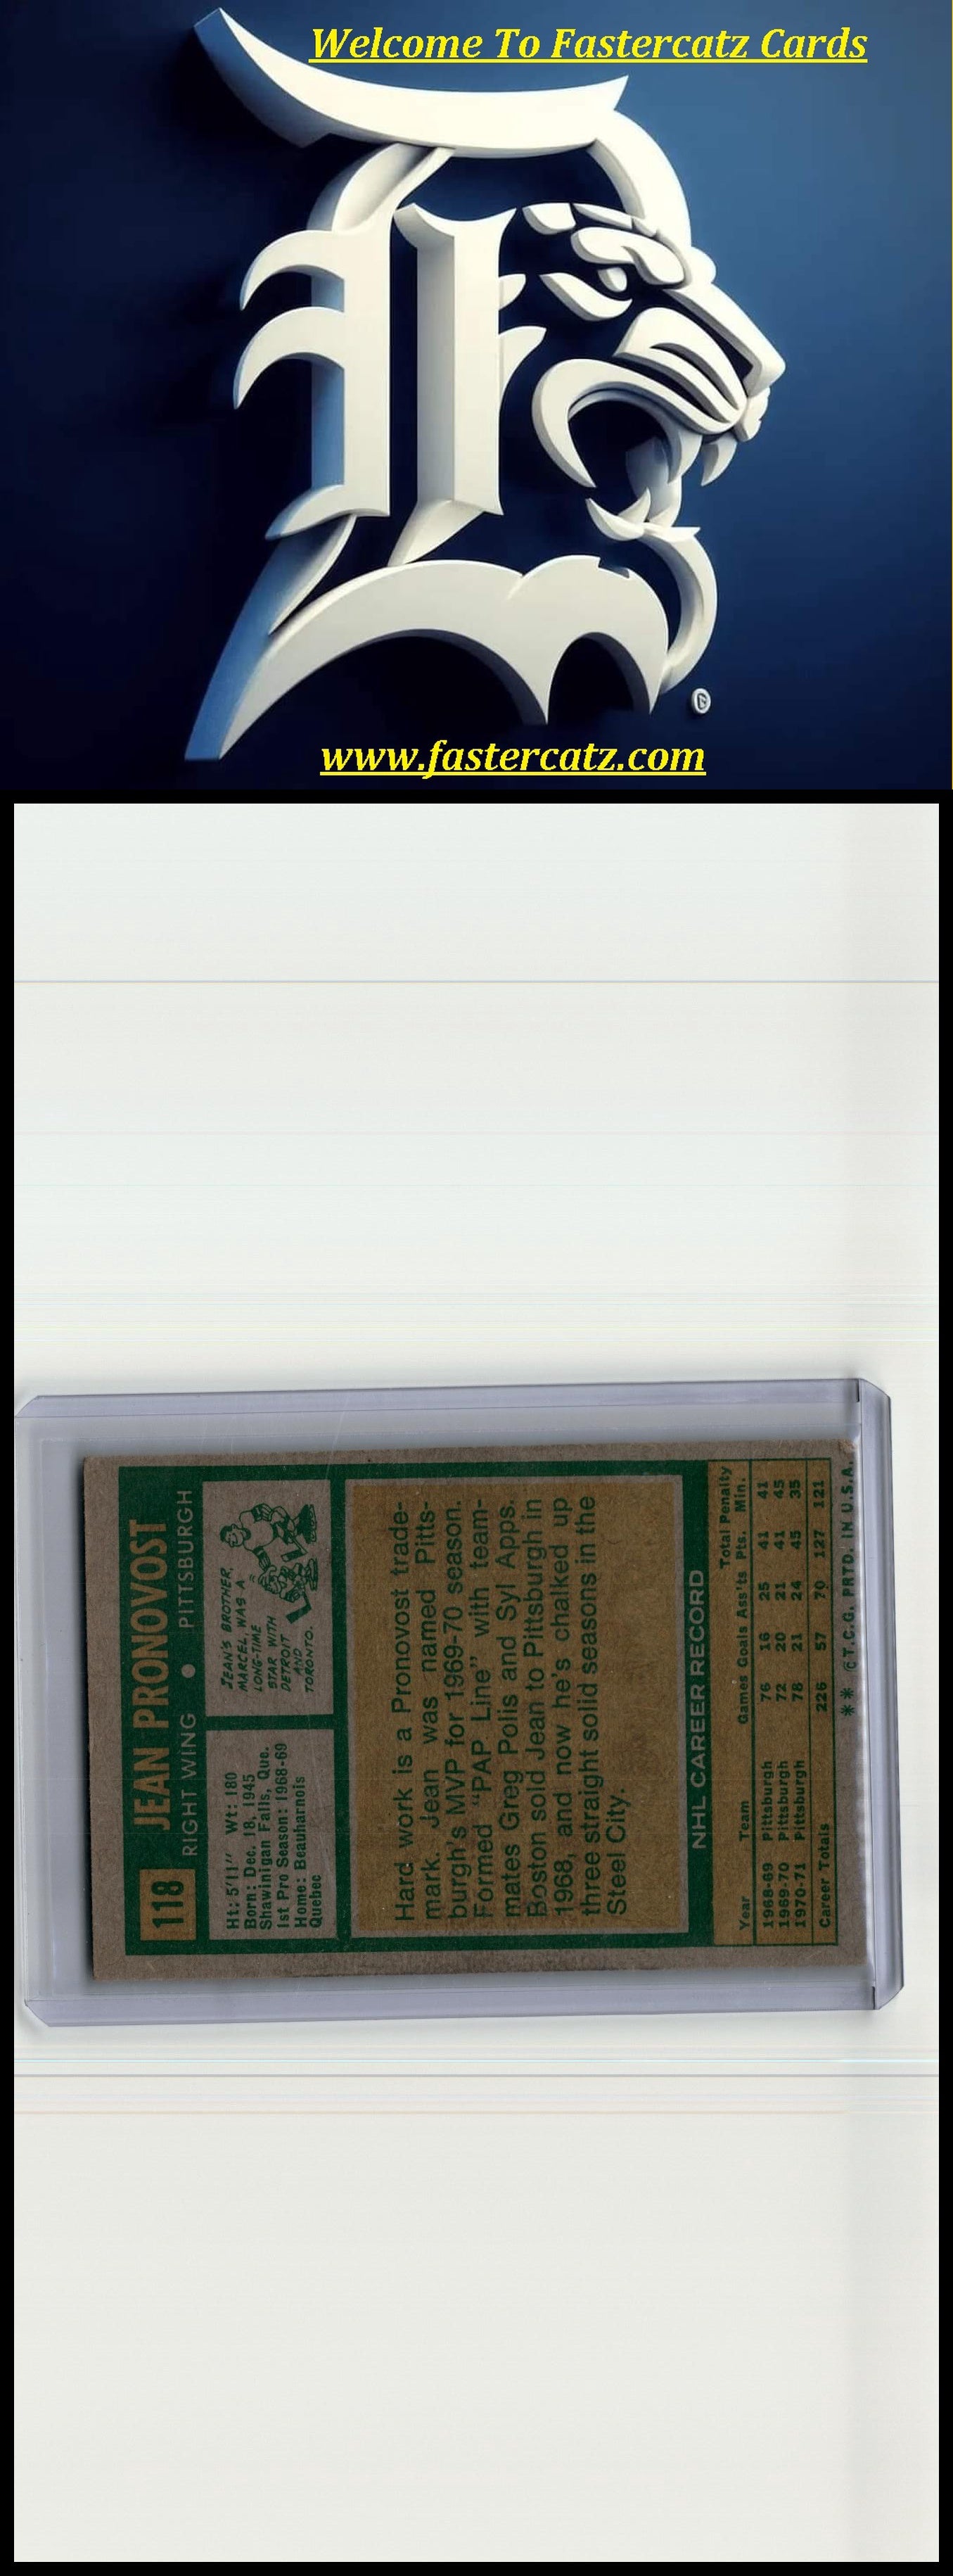 Welcome To Fastercatz Cards
www.fastercatz.com
118 JEAN PRONOVOST
RIGHT WING ● PITTSBURGH
Ht: 5'11" Wt: 180
Born: Dec. 18, 1945
Shawinigan Falls, Que.
1st Pro Season: 1968-69
Home: Beauharnois
Quebec
JEAN'S BROTHER,
MARCEL WAS A
LONG-TIME
STAR WITH
DETROIT
AND
TORONTO.
Hard work is a Pronovost trade-
mark. Jean was named Pitts-
burgh's MVP for 1969-70 season.
Formed "PAP Line" with team-
mates Greg Polis and Syl Apps.
Boston sold Jean to Pittsburgh in
1968, and now he's chalked up
three straight solid seasons in the
Steel City.
NHL CAREER RECORD
Total Penalty
Year Team Games Goals Ass'ts Pts. Min.
1968-69 Pittsburgh 76 16 25 41 41
1969-70 Pittsburgh 72 20 21 41 45
1970-71 Pittsburgh 78 21 24 45 35
Career Totals 226 57 70 127 121
** © T.C.G. PRTD. IN U.S.A.